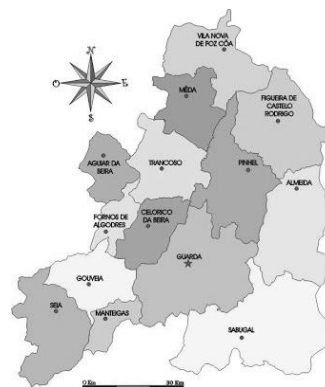 VILA NOVA
DE FOZ CÔA
N
O
E
S
MÊDA
FIGUEIRA DE
CASTELO
RODRIGO
AGUIAR DA
BEIRA
TRANCOSO
PINHEL
ALMEIDA
CELORICO
DA BEIRA
FORNOS DE
ALGODRES
GUARDA
GOUVEIA
SEIA
MANTEIGAS
SABUGAL
0 Km
30 Km